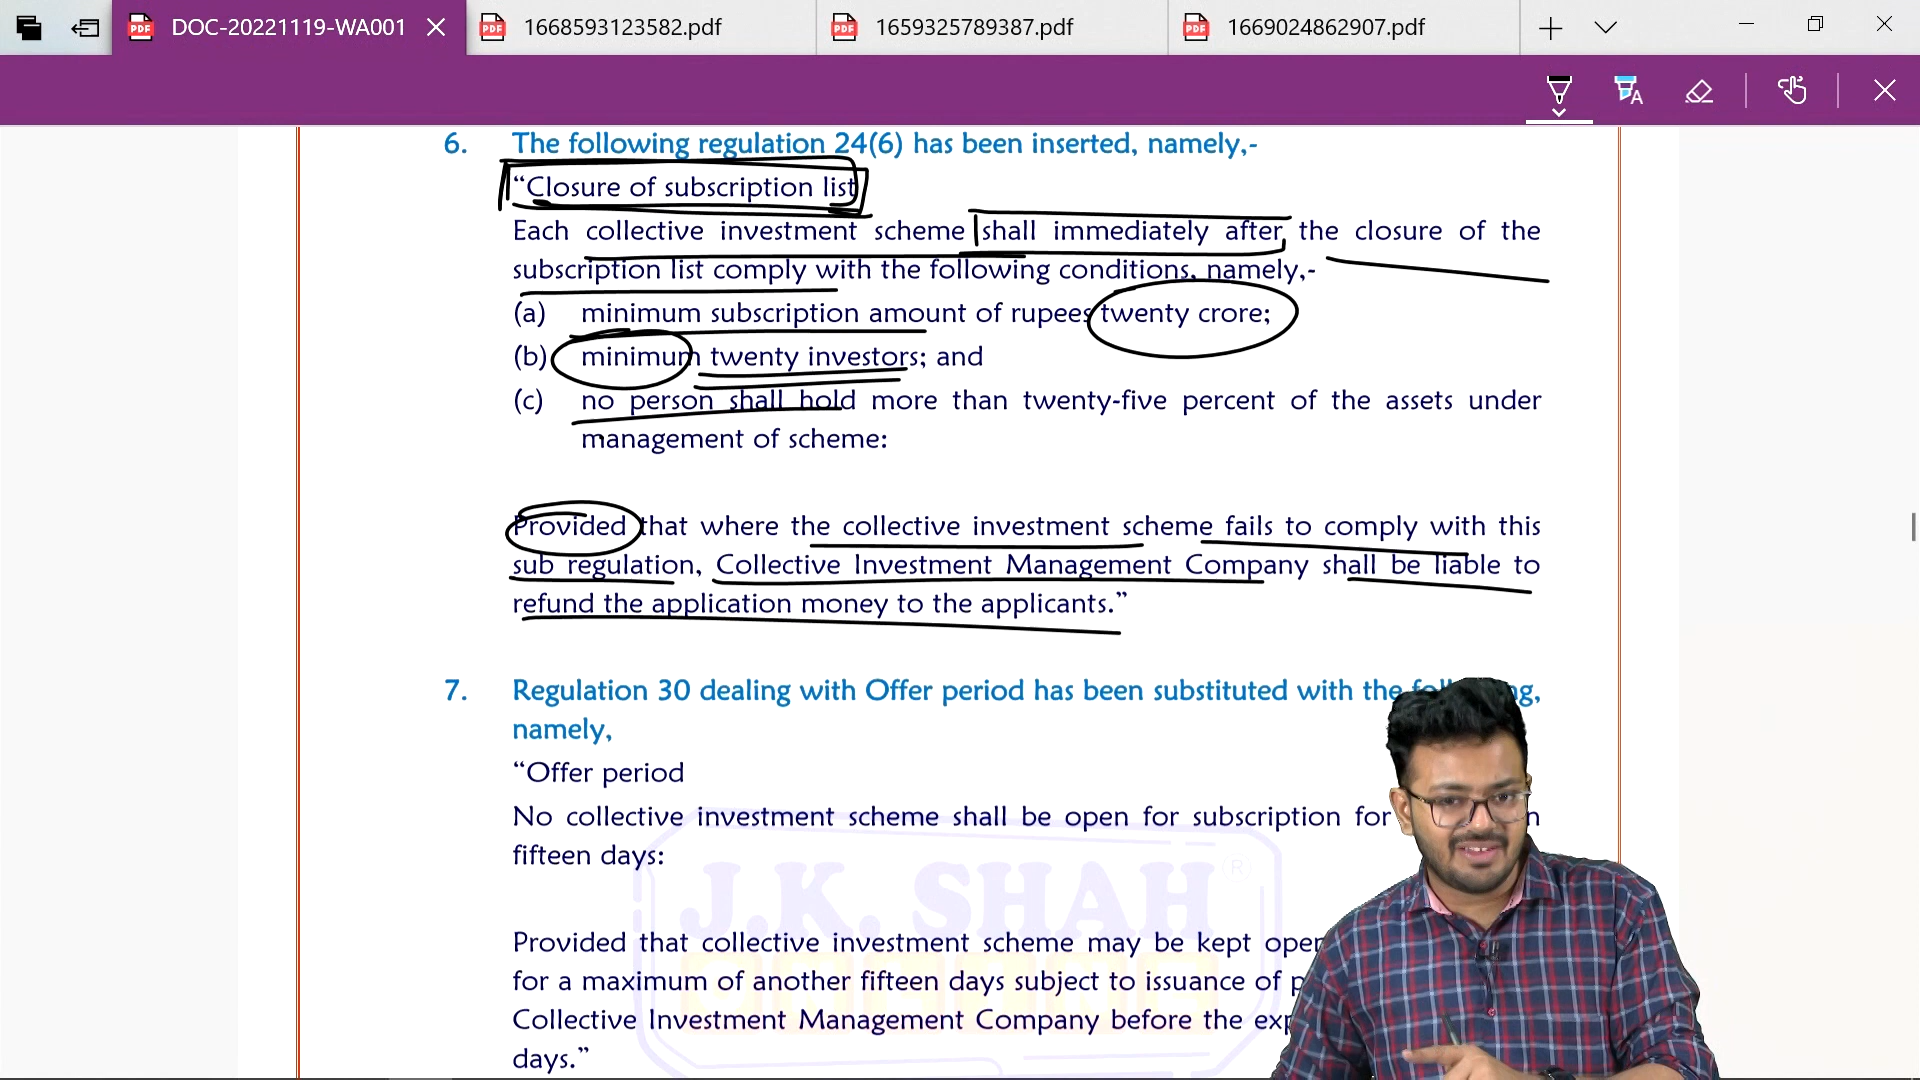 DOC-20221119-WA001
1668593123582.pdf
1659325789387.pdf
1669024862907.pdf
6. The following regulation 24(6) has been inserted, namely,-
“Closure of subscription list
Each collective investment scheme shall immediately after the closure of the
subscription list comply with the following conditions, namely,-
(a) minimum subscription amount of rupees twenty crore;
(b) minimum twenty investors; and
(c) no person shall hold more than twenty-five percent of the assets under
management of scheme:
Provided that where the collective investment scheme fails to comply with this
sub regulation, Collective Investment Management Company shall be liable to
refund the application money to the applicants.”
7. Regulation 30 dealing with Offer period has been substituted with the
namely,
“Offer period
No collective investment scheme shall be open for subscription for
fifteen days:
Provided that collective investment scheme may be kept open
for a maximum of another fifteen days subject to issuance of
Collective Investment Management Company before the
days.”
J.K. SHAH